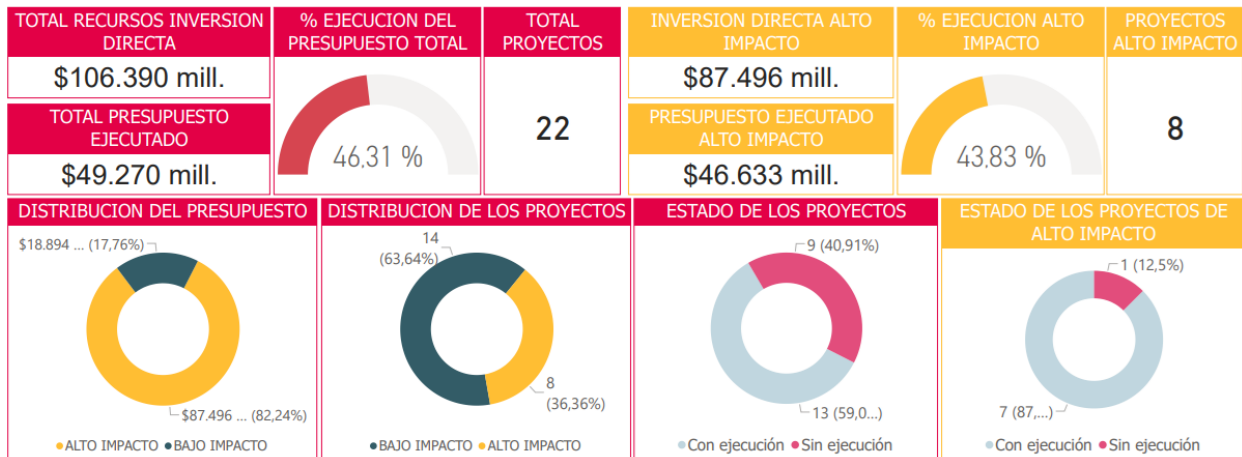 TOTAL RECURSOS INVERSION
DIRECTA
$106.390 mill.
TOTAL PRESUPUESTO
EJECUTADO
$49.270 mill.
% EJECUCION DEL
PRESUPUESTO TOTAL
46,31 %
TOTAL
PROYECTOS
22
INVERSION DIRECTA ALTO
IMPACTO
$87.496 mill.
PRESUPUESTO EJECUTADO
ALTO IMPACTO
$46.633 mill.
% EJECUCION ALTO
IMPACTO
43,83 %
PROYECTOS
ALTO IMPACTO
8
DISTRIBUCION DEL PRESUPUESTO
$18.894 ... (17,76%)
$87.496 ... (82,24%)
ALTO IMPACTO BAJO IMPACTO
DISTRIBUCION DE LOS PROYECTOS
14
(63,64%)
8
(36,36%)
BAJO IMPACTO ALTO IMPACTO
ESTADO DE LOS PROYECTOS
9 (40,91%)
13 (59,0...)
Con ejecución Sin ejecución
ESTADO DE LOS PROYECTOS DE
ALTO IMPACTO
1 (12,5%)
7 (87,...)
Con ejecución Sin ejecución